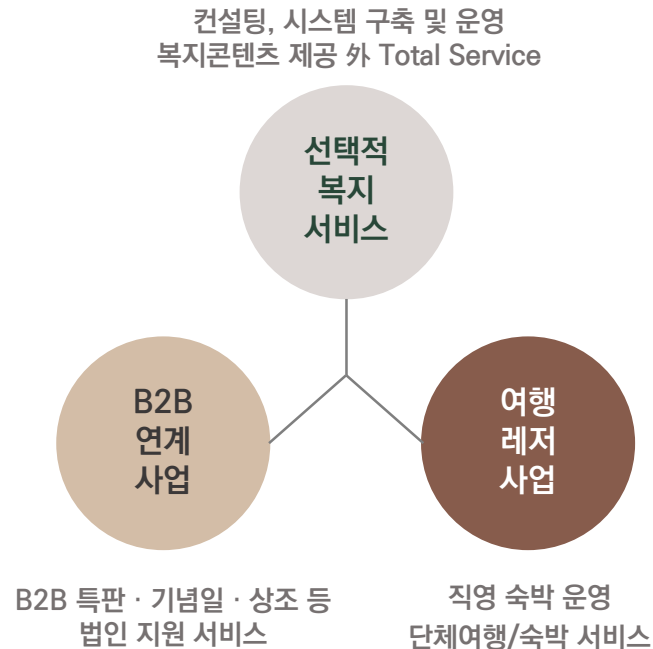 컨설팅, 시스템 구축 및 운영
복지콘텐츠 제공 外 Total Service
선택적
복지
서비스
B2B
연계
사업
여행
레저
사업
B2B 특판 · 기념일 · 상조 등
법인 지원 서비스
직영 숙박 운영
단체여행/숙박 서비스